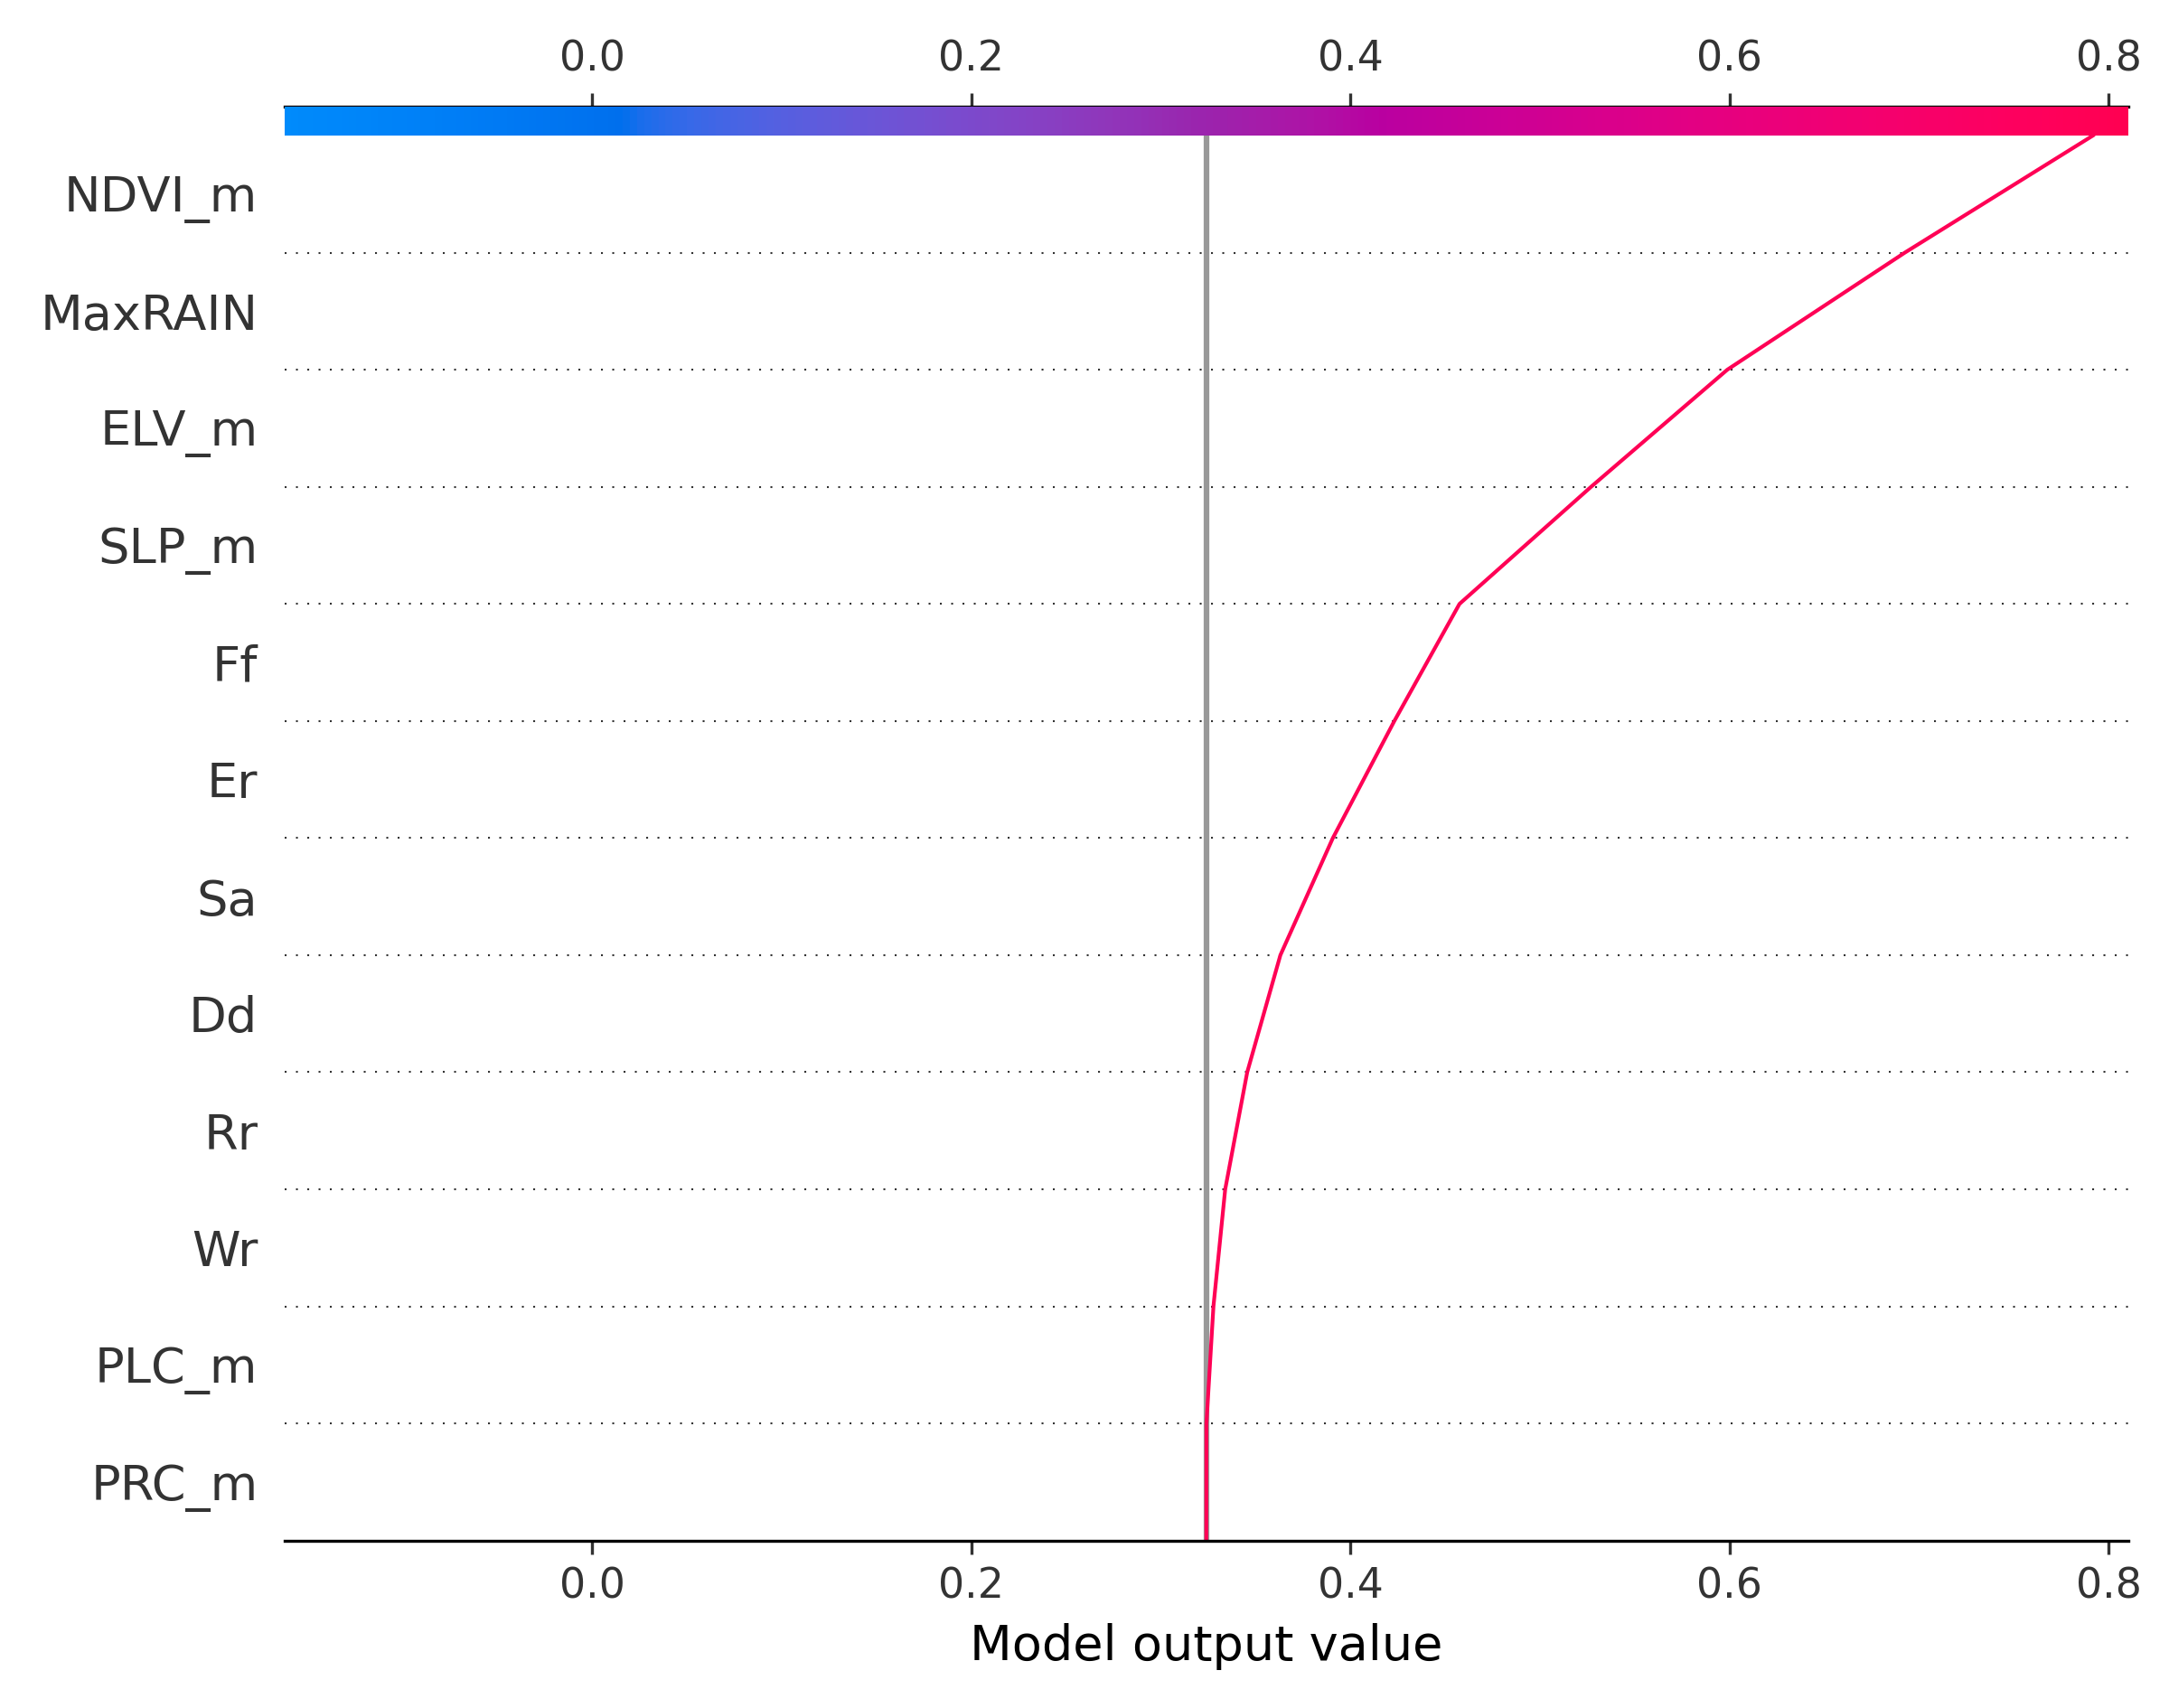 0.0 0.2 0.4 0.6 0.8
NDVI_m
MaxRAIN
ELV_m
SLP_m
Ff
Er
Sa
Dd
Rr
Wr
PLC_m
PRC_m
0.0 0.2 0.4 0.6 0.8
Model output value